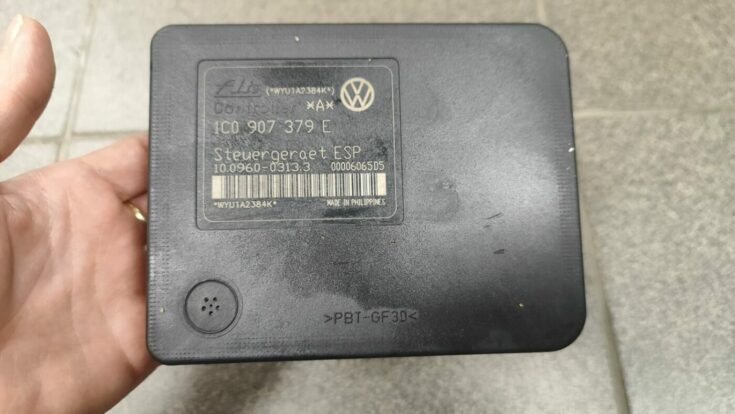 (*WYU1A2384K*)
Controller *A*
1C0 907 379 E
Steuergeraet ESP
10.0960-0313.3 00006065D5
*WYU1A2384K* MADE IN PHILIPPINES
>PBT-GF30<